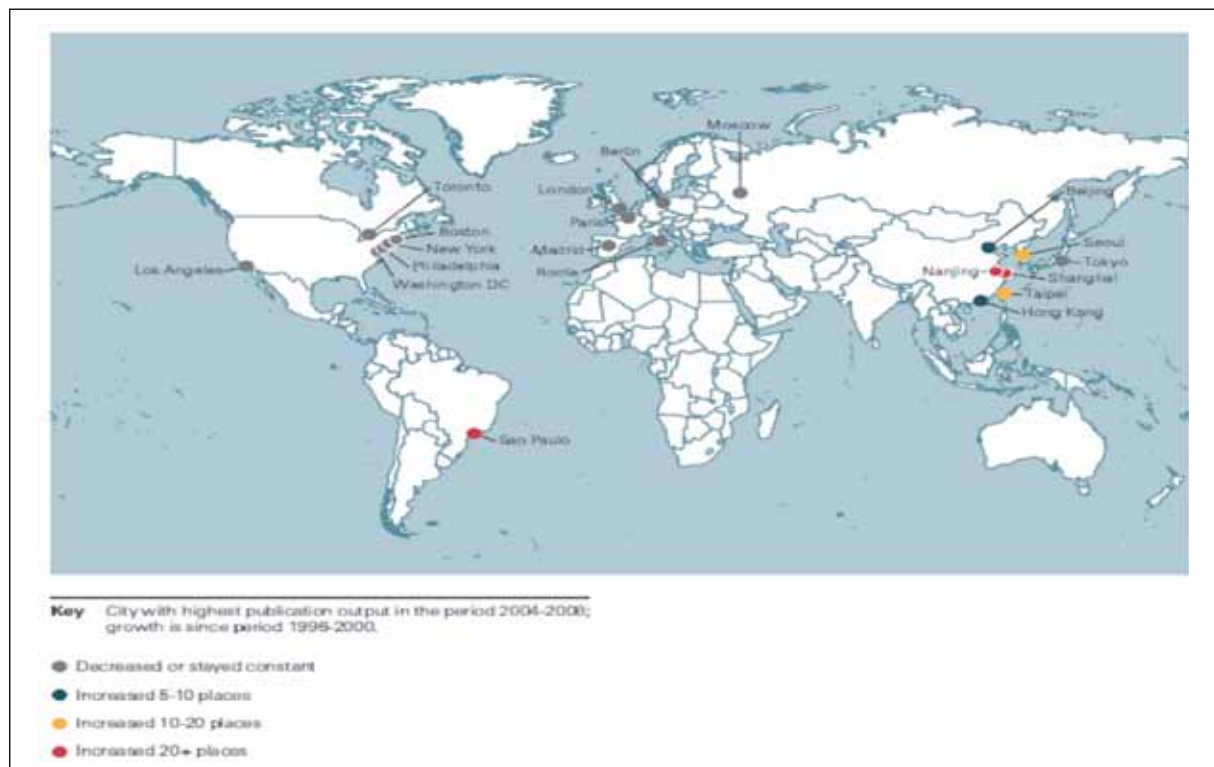 Moscow
Berlin
London
Toronto
Beijing
Paris
Boston
Madrid
New York
Seoul
Los Angeles
Philadelphia
Rome
Tokyo
Nanjing
Shanghai
Washington DC
Taipei
Hong Kong
Sao Paulo
Key City with highest publication output in the period 2004-2008;
growth is since period 1996-2000.
Decreased or stayed constant
Increased 5-10 places
Increased 10-20 places
Increased 20+ places